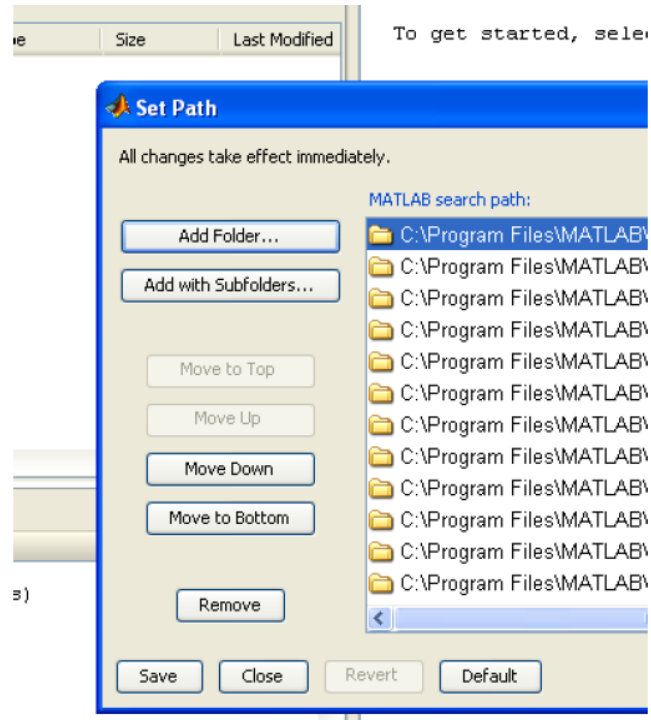 Size
Last Modified
To get started,
Set Path
All changes take effect immediately.
MATLAB search path:
Add Folder...
Add with Subfolders...
Move to Top
Move Up
Move Down
Move to Bottom
Remove
C:\Program Files\MATLAB\
C:\Program Files\MATLAB\
C:\Program Files\MATLAB\
C:\Program Files\MATLAB\
C:\Program Files\MATLAB\
C:\Program Files\MATLAB\
C:\Program Files\MATLAB\
C:\Program Files\MATLAB\
C:\Program Files\MATLAB\
C:\Program Files\MATLAB\
C:\Program Files\MATLAB\
C:\Program Files\MATLAB\
Save
Close
Revert
Default